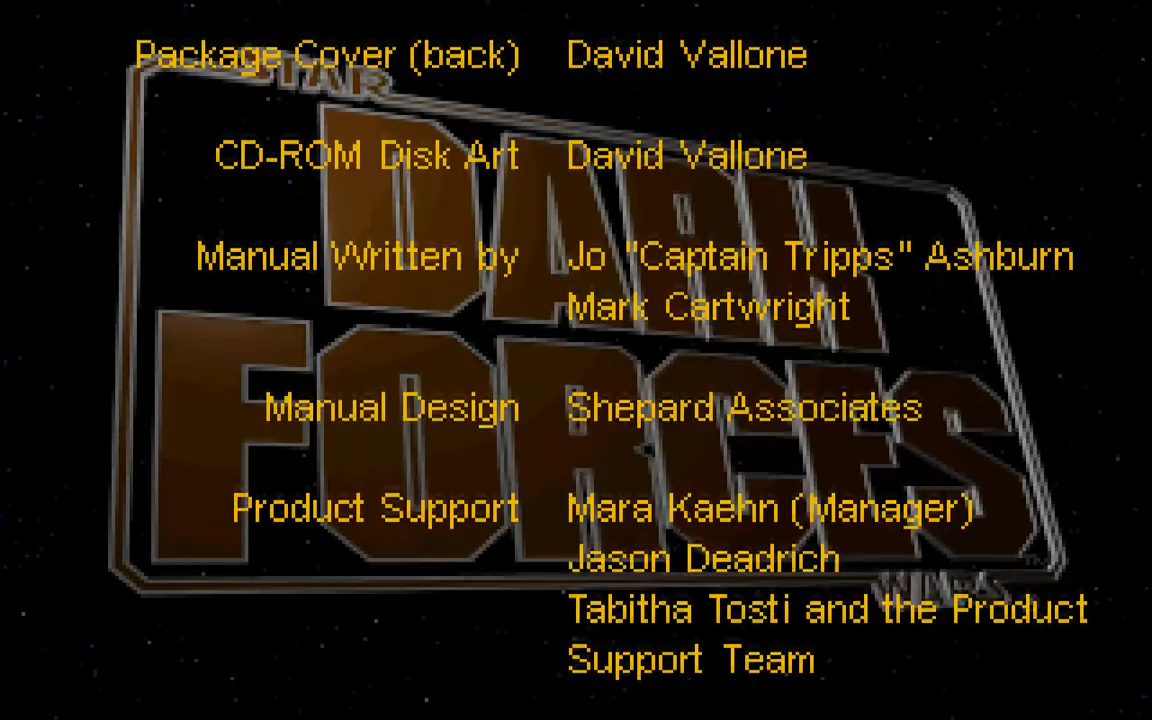 Package Cover (back) David Vallone
STAR
CD-ROM Disk Art David Vallone
DARK
Manual Written by Jo "Captain Tripps" Ashburn
Mark Cartwright
FORCES
Manual Design Shepard Associates
Product Support Mara Kaehn (Manager)
Jason Deadrich
WARS
Tabitha Tosti and the Product
Support Team